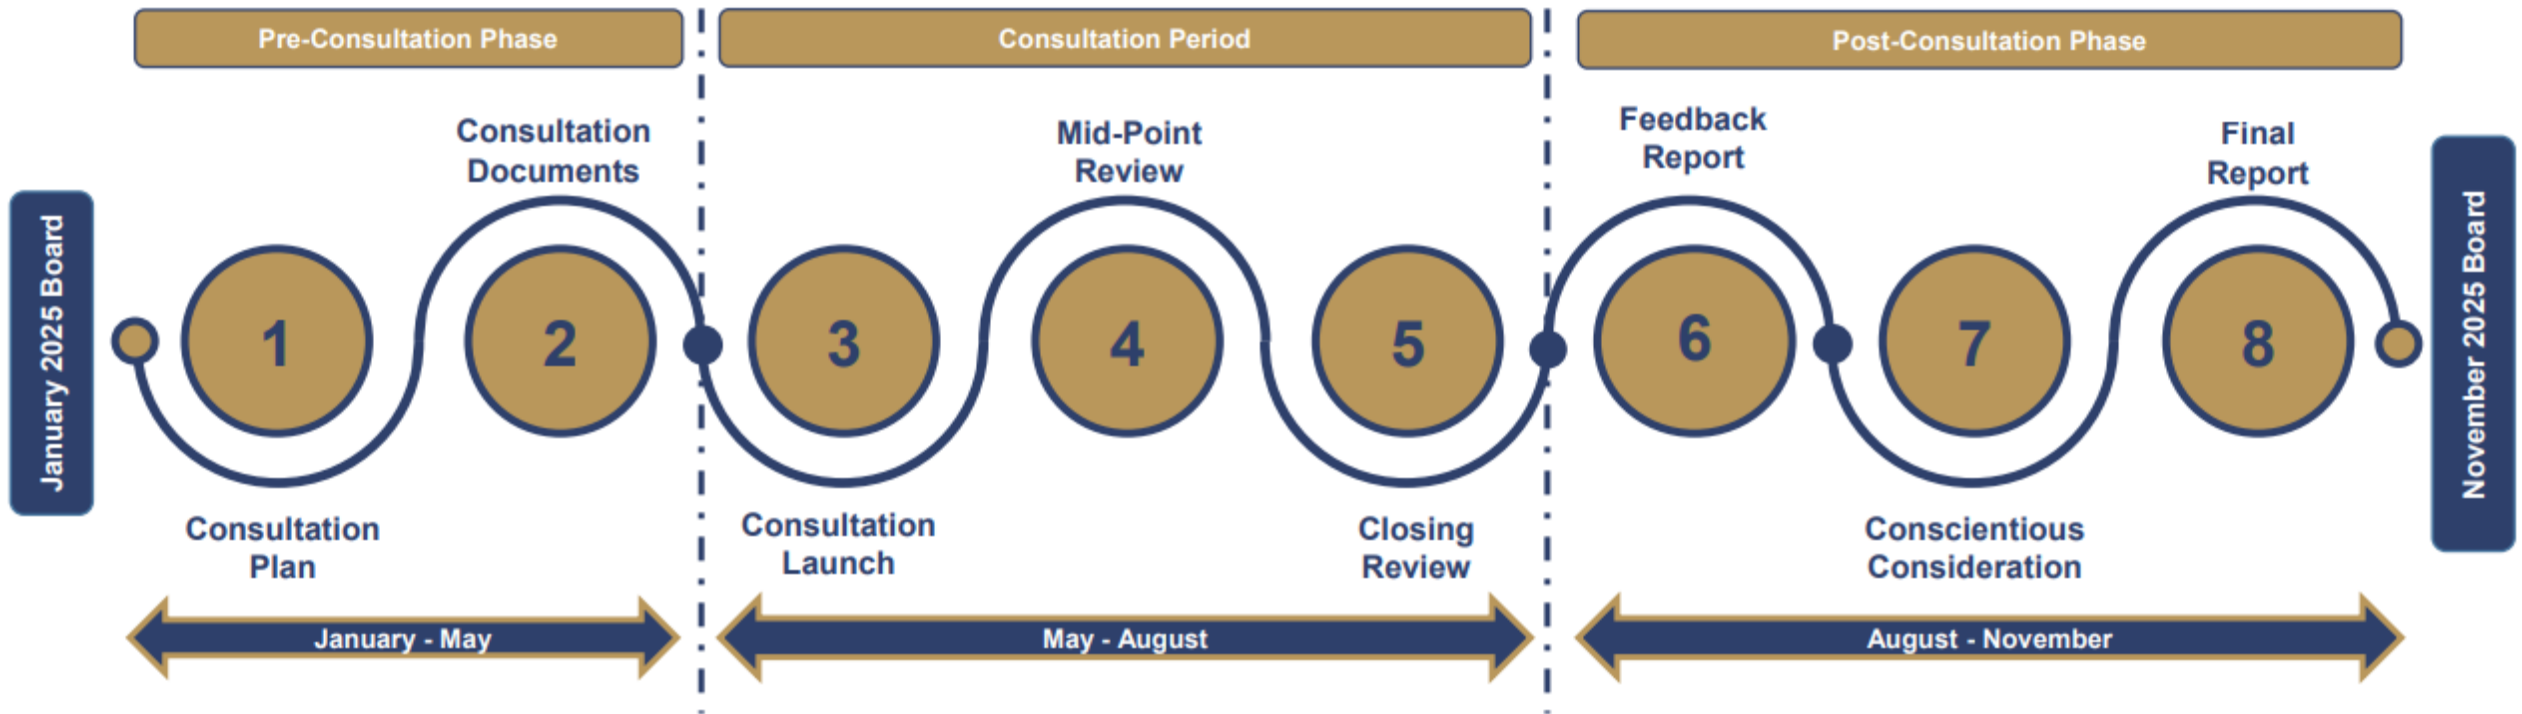 Pre-Consultation Phase
Consultation Period
Post-Consultation Phase
January 2025 Board
1
Consultation
Plan
2
Consultation
Documents
3
Consultation
Launch
4
Mid-Point
Review
5
Closing
Review
6
Feedback
Report
7
Conscientious
Consideration
8
Final
Report
November 2025 Board
January - May
May - August
August - November